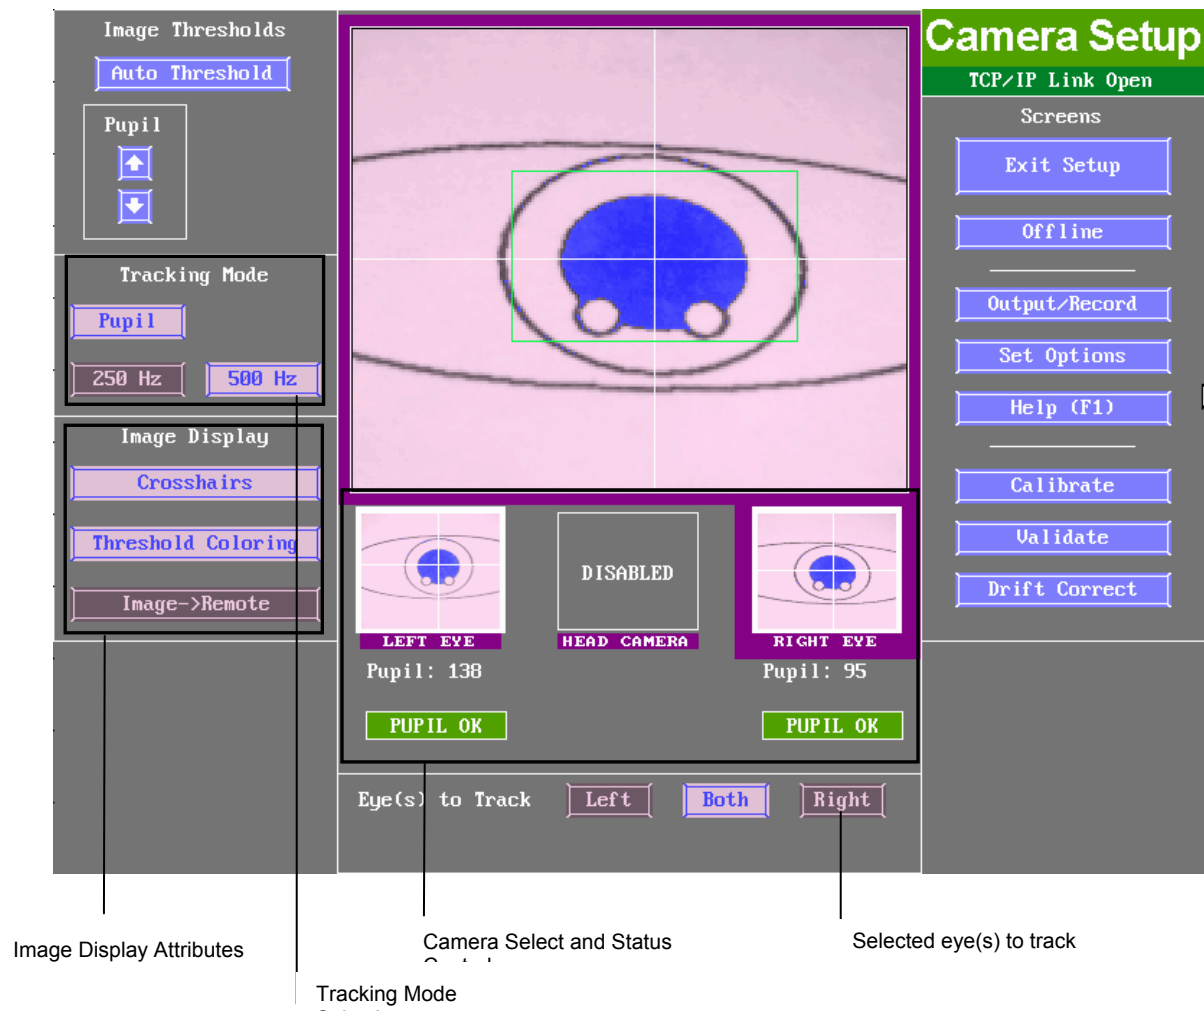 Image Thresholds
Auto Threshold
Pupil
Tracking Mode
Pupil
250 Hz
500 Hz
Image Display
Crosshairs
Threshold Coloring
Image->Remote
LEFT EYE
Pupil: 138
PUPIL OK
DISABLED
HEAD CAMERA
RIGHT EYE
Pupil: 95
PUPIL OK
Eye(s) to Track
Left
Both
Right
Camera Setup
TCP/IP Link Open
Screens
Exit Setup
Offline
Output/Record
Set Options
Help (F1)
Calibrate
Validate
Drift Correct
Image Display Attributes
Camera Select and Status
Selected eye(s) to track
Tracking Mode